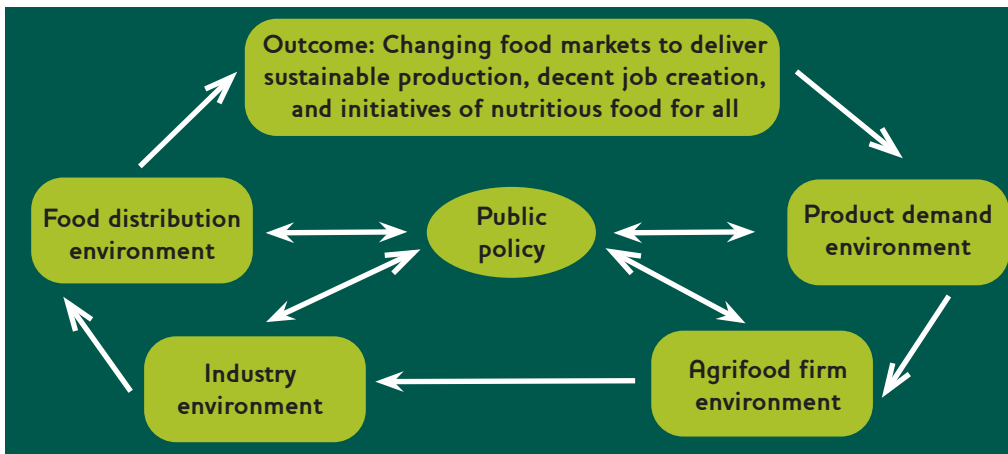 Outcome: Changing food markets to deliver
sustainable production, decent job creation,
and initiatives of nutritious food for all
Food distribution
environment
Public
policy
Product demand
environment
Industry
environment
Agrifood firm
environment